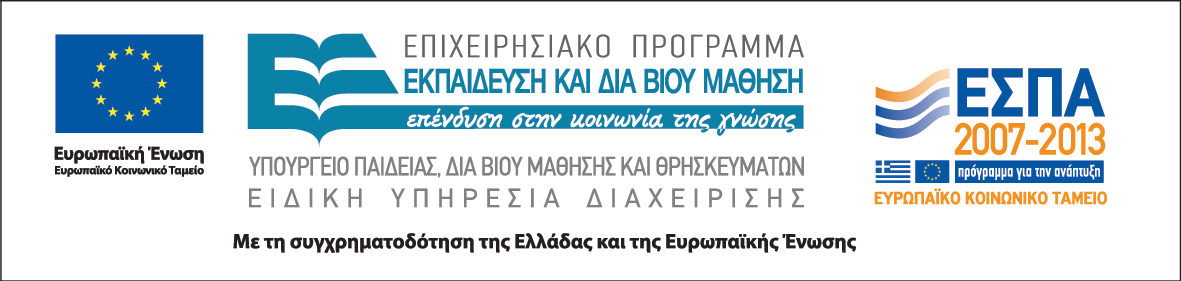 Ευρωπαϊκή Ένωση
Ευρωπαϊκό Κοινωνικό Ταμείο
ΕΠΙΧΕΙΡΗΣΙΑΚΟ ΠΡΟΓΡΑΜΜΑ
ΕΚΠΑΙΔΕΥΣΗ ΚΑΙ ΔΙΑ ΒΙΟΥ ΜΑΘΗΣΗ
επένδυση στην κοινωνία της γνώσης
ΥΠΟΥΡΓΕΙΟ ΠΑΙΔΕΙΑΣ, ΔΙΑ ΒΙΟΥ ΜΑΘΗΣΗΣ ΚΑΙ ΘΡΗΣΚΕΥΜΑΤΩΝ
ΕΙΔΙΚΗ ΥΠΗΡΕΣΙΑ ΔΙΑΧΕΙΡΙΣΗΣ
ΕΣΠΑ
2007-2013
πρόγραμμα για την ανάπτυξη
ΕΥΡΩΠΑΪΚΟ ΚΟΙΝΩΝΙΚΟ ΤΑΜΕΙΟ
Με τη συγχρηματοδότηση της Ελλάδας και της Ευρωπαϊκής Ένωσης